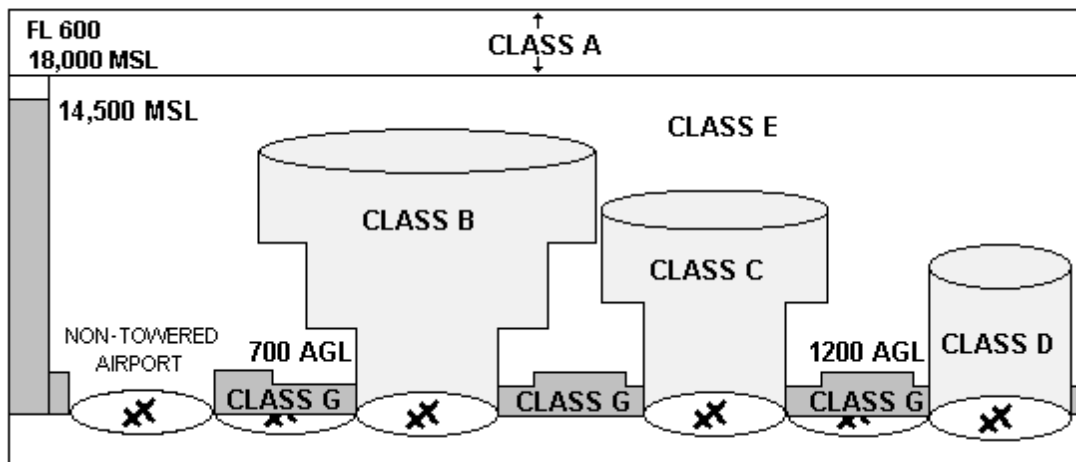 FL 600
18,000 MSL
CLASS A
14,500 MSL
CLASS E
CLASS B
CLASS C
NON-TOWERED
AIRPORT
700 AGL
1200 AGL
CLASS D
CLASS G
CLASS G
CLASS G